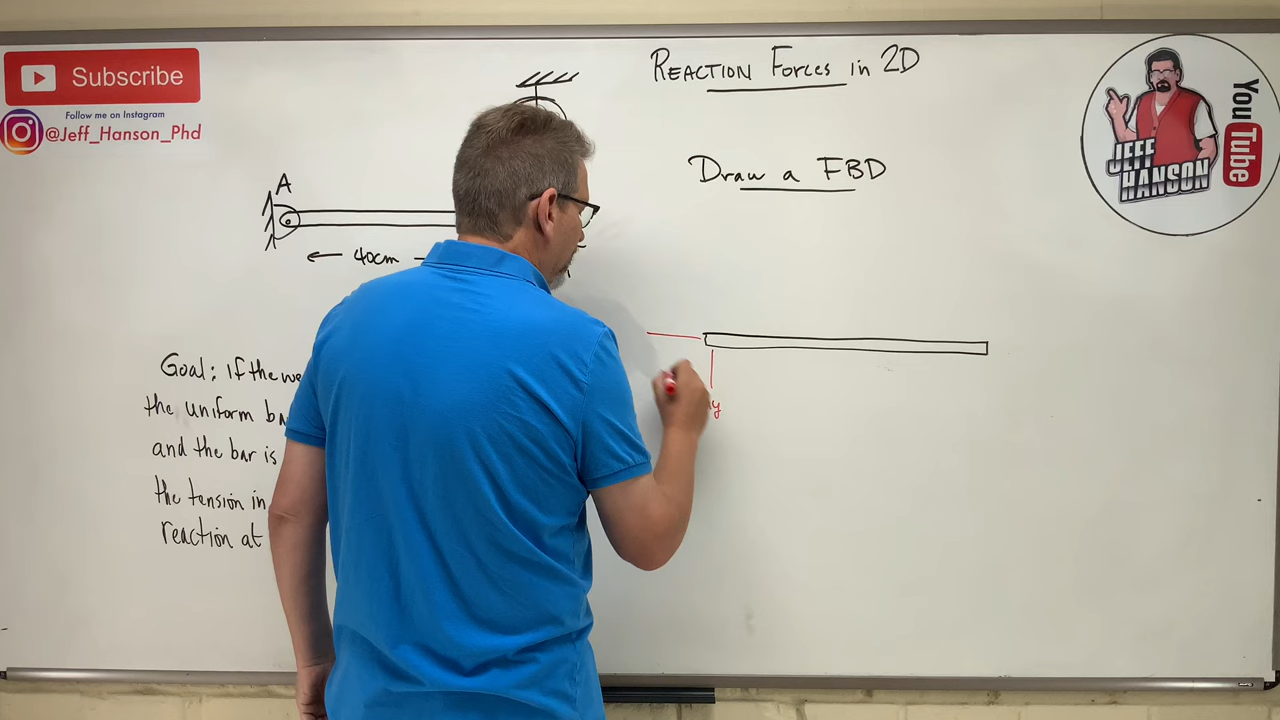 Subscribe
Follow me on Instagram
@Jeff_Hanson_Phd
REACTION FORCES in 2D
Draw a FBD
A
← 40cm
Goal: If the
the uniform
and the bar is
the tension in
reaction at
JEFF
HANSON
YouTube